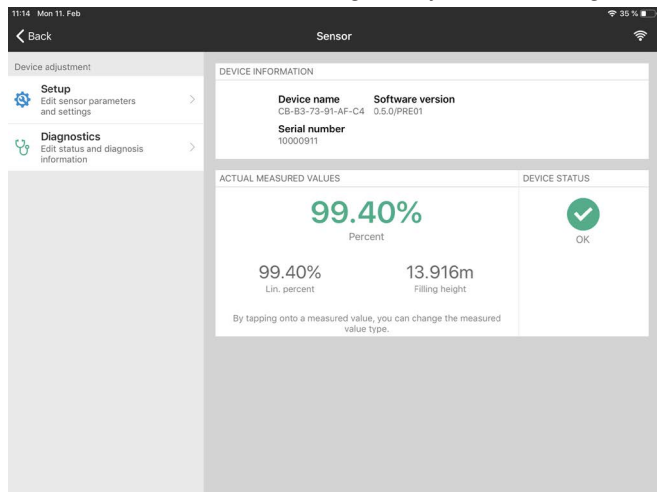 11:14 Mon 11. Feb
35 %
Back
Sensor
Device adjustment
Setup
Edit sensor parameters
and settings
Diagnostics
Edit status and diagnosis
information
DEVICE INFORMATION
Device name Software version
CB-B3-73-91-AF-C4 0.5.0/PRE01
Serial number
10000911
ACTUAL MEASURED VALUES
99.40%
Percent
99.40% 13.916m
Lin. percent Filling height
By tapping onto a measured value, you can change the measured
value type.
DEVICE STATUS
OK